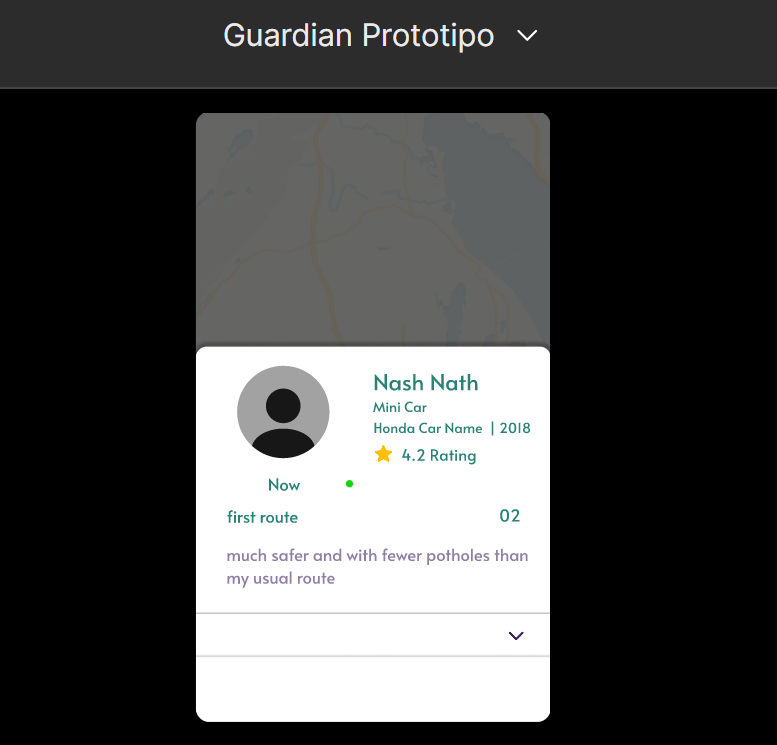 Guardian Prototipo
Nash Nath
Mini Car
Honda Car Name | 2018
4.2 Rating
Now
first route
02
much safer and with fewer potholes than
my usual route